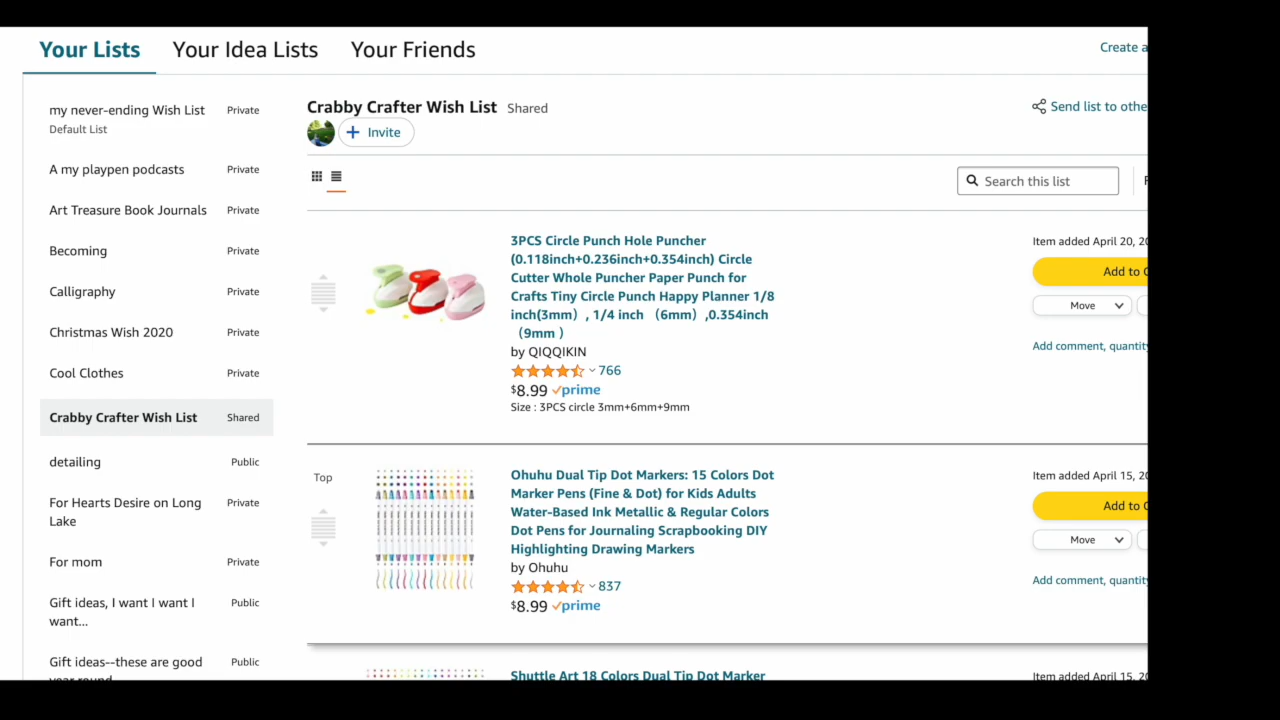 Your Lists
Your Idea Lists
Your Friends
Create a
my never-ending Wish List
Private
Default List
A my playpen podcasts
Private
Art Treasure Book Journals
Private
Becoming
Private
Calligraphy
Private
Christmas Wish 2020
Private
Cool Clothes
Private
Crabby Crafter Wish List
Shared
detailing
Public
For Hearts Desire on Long
Lake
Private
For mom
Private
Gift ideas, I want I want I
want...
Public
Gift ideas--these are good
year round
Public
Crabby Crafter Wish List
Shared
Send list to othe
Invite
Search this list
3PCS Circle Punch Hole Puncher
(0.118inch+0.236inch+0.354inch) Circle
Cutter Whole Puncher Paper Punch for
Crafts Tiny Circle Punch Happy Planner 1/8
inch(3mm）, 1/4 inch （6mm）,0.354inch
（9mm ）
by QIQQIKIN
766
$8.99 prime
Size : 3PCS circle 3mm+6mm+9mm
Item added April 20, 20
Add to C
Move
Add comment, quantity
Top
Ohuhu Dual Tip Dot Markers: 15 Colors Dot
Marker Pens (Fine & Dot) for Kids Adults
Water-Based Ink Metallic & Regular Colors
Dot Pens for Journaling Scrapbooking DIY
Highlighting Drawing Markers
by Ohuhu
837
$8.99 prime
Item added April 15, 20
Add to C
Move
Add comment, quantity
Shuttle Art 18 Colors Dual Tip Dot Marker
Item added April 15, 20